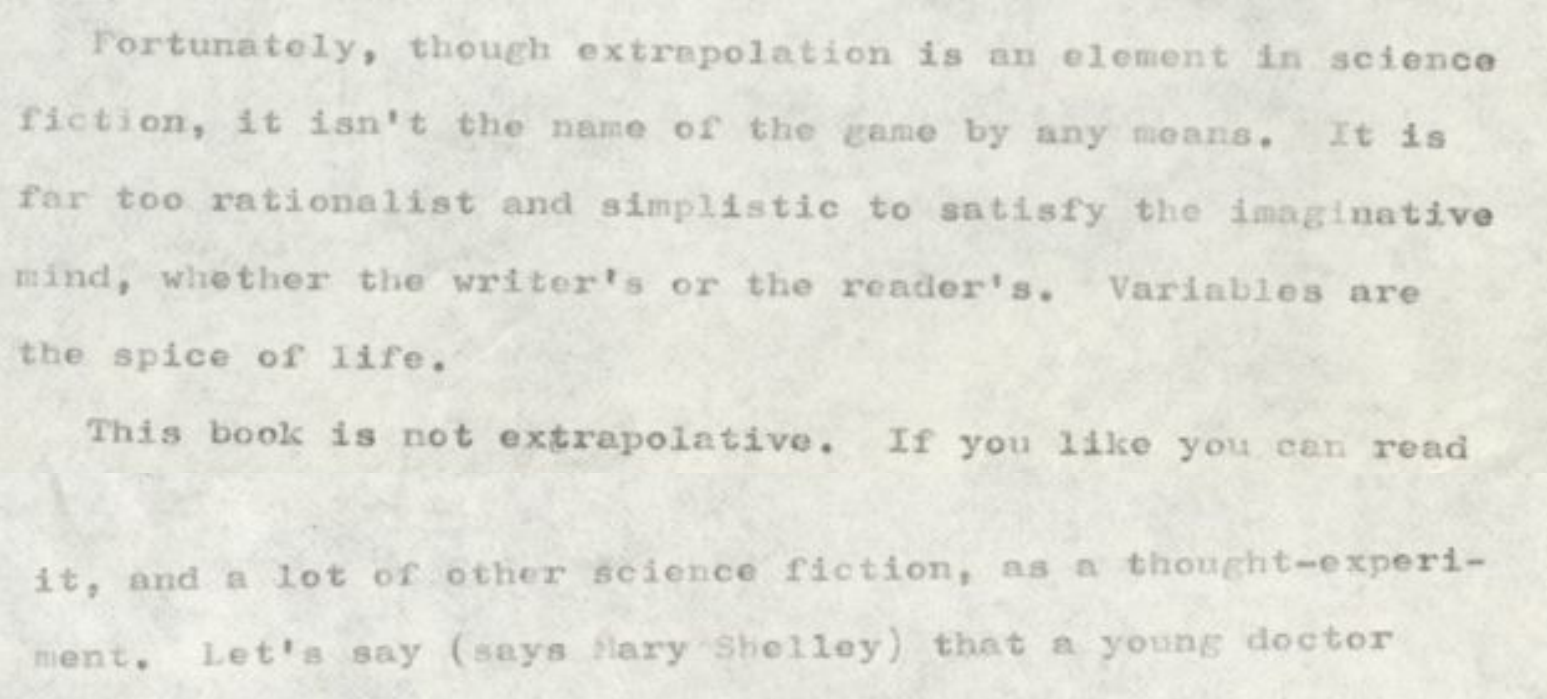 Fortunately, though extrapolation is an element in science
fiction, it isn't the name of the game by any means. It is
far too rationalist and simplistic to satisfy the imaginative
mind, whether the writer's or the reader's. Variables are
the spice of life.
This book is not extrapolative. If you like you can read
it, and a lot of other science fiction, as a thought-experi-
ment. Let's say (says Mary Shelley) that a young doctor